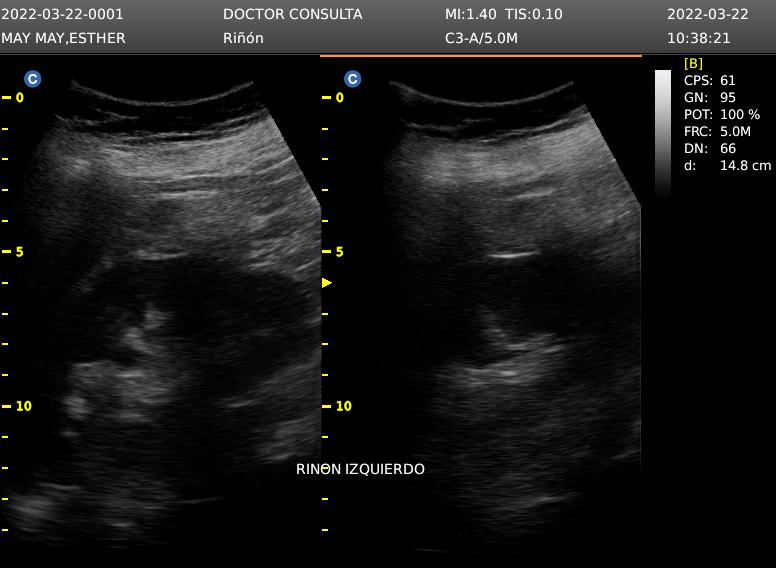 2022-03-22-0001 DOCTOR CONSULTA MI:1.40 TIS:0.10 2022-03-22
MAY MAY,ESTHER Riñón C3-A/5.0M 10:38:21
[B]
CPS: 61
GN: 95
POT: 100 %
FRC: 5.0M
DN: 66
d: 14.8 cm
C C
0 0
5 5
10 10
RINON IZQUIERDO